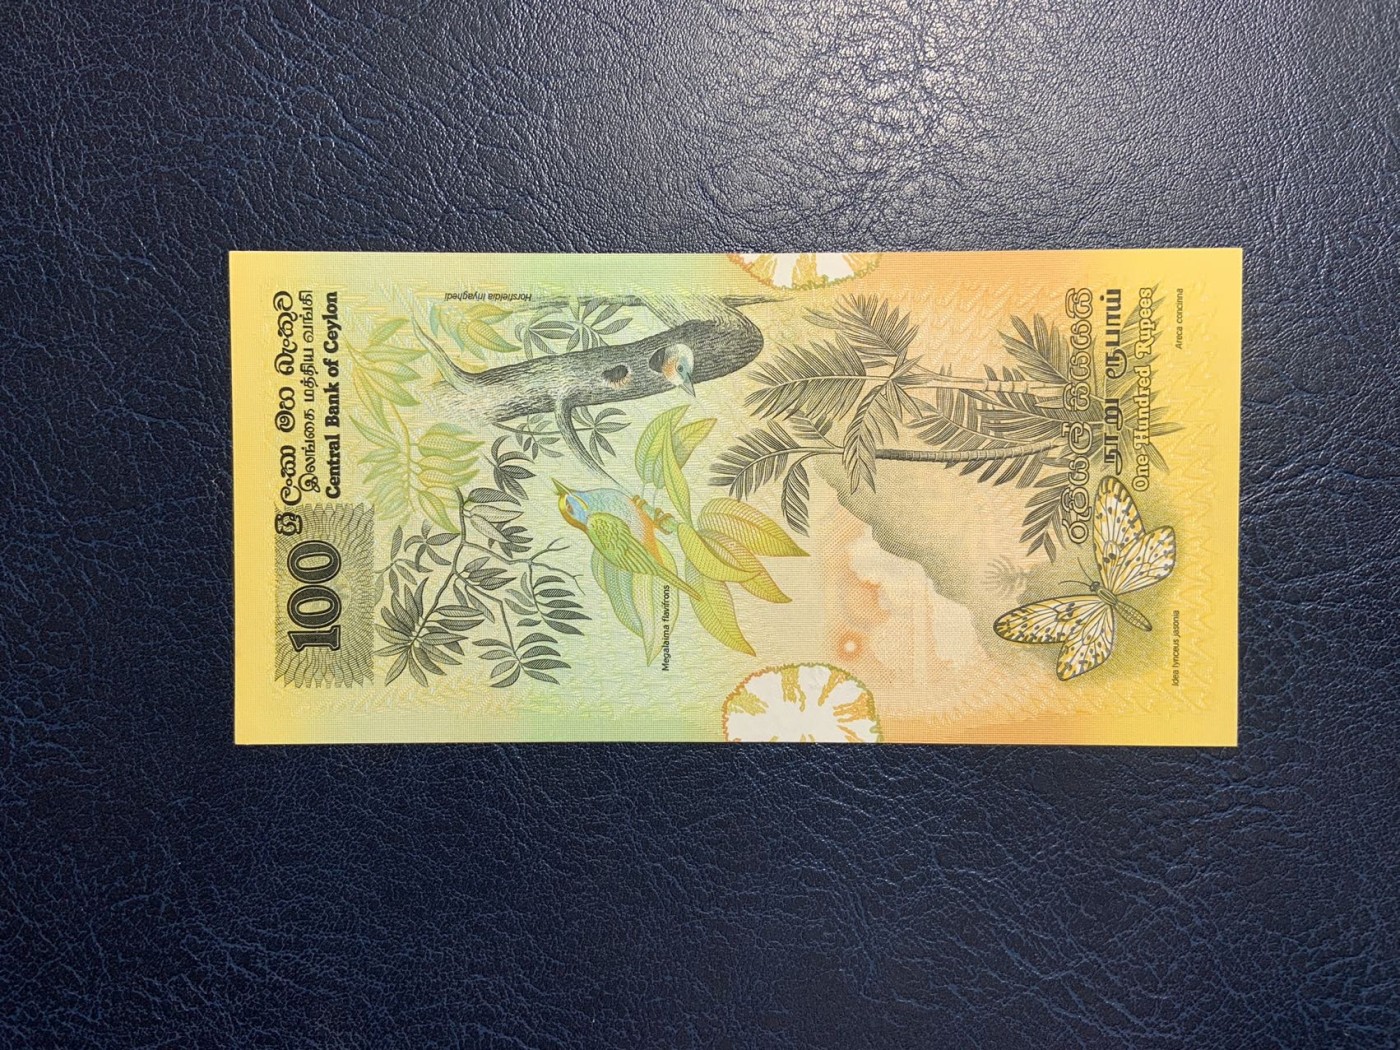 ශ්‍රී ලංකා මහ බැංකුව
இலங்கை மத்திய வங்கி
Central Bank of Ceylon
100
Horsfieldia iriyaghedi
Megalaima flavifrons
රුපියල් සියයයි
நூறு ரூபாய்
One Hundred Rupees
Areca concinna
Idea lynceus jasonia